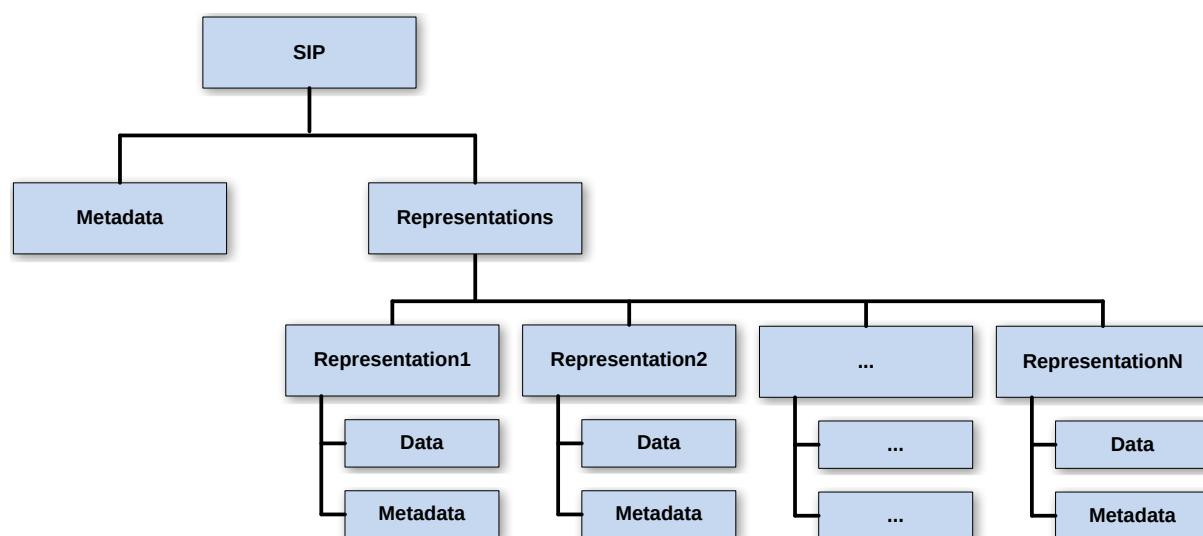 SIP
Metadata
Representations
Representation1
Representation2
...
RepresentationN
Data
Data
...
Data
Metadata
Metadata
...
Metadata